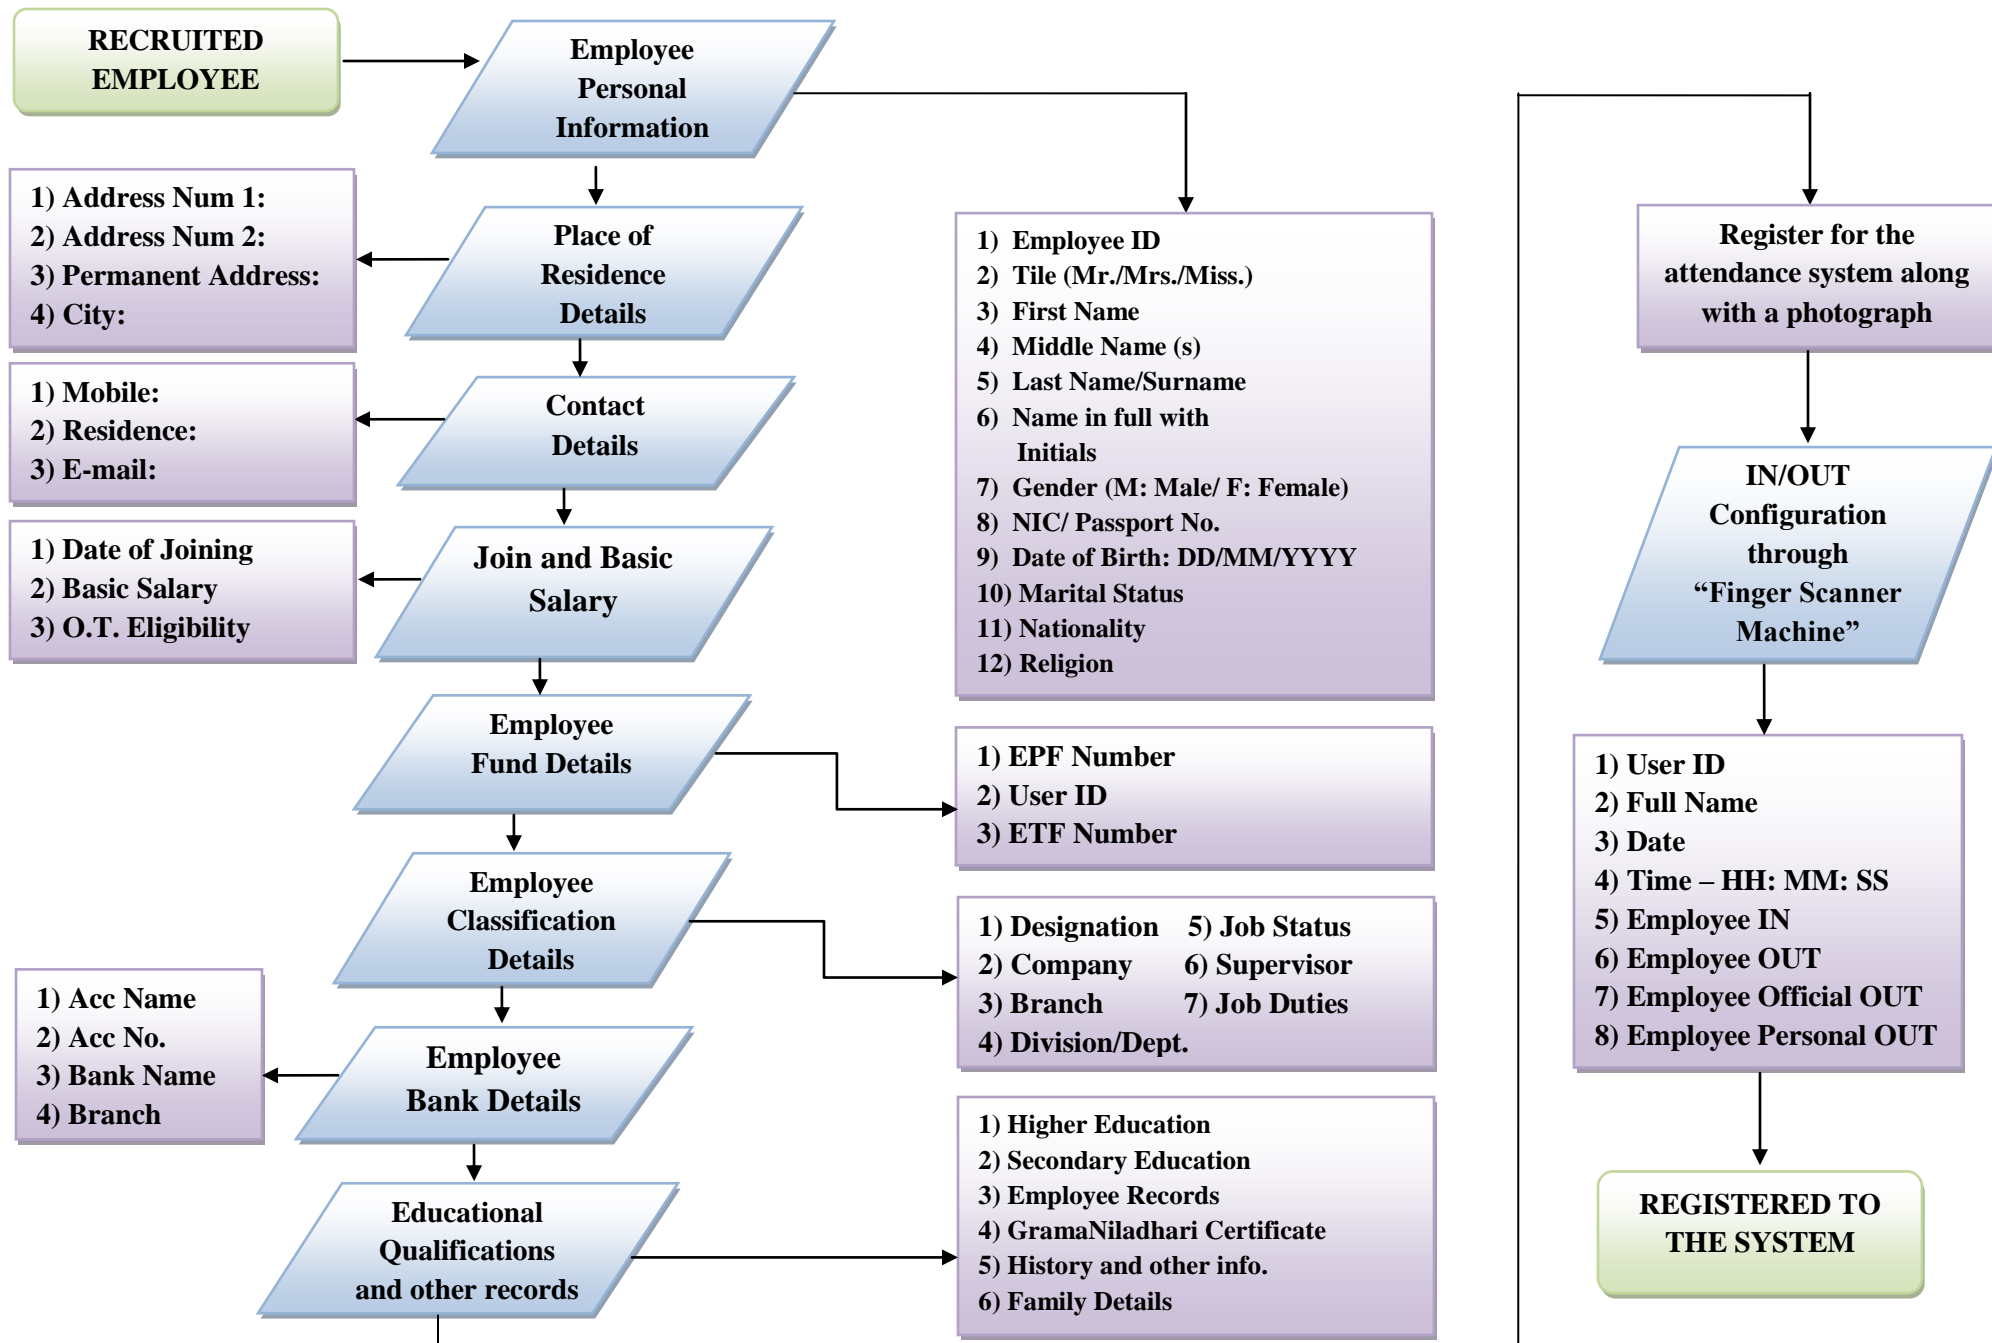 RECRUITED
EMPLOYEE
Employee
Personal
Information
1) Address Num 1:
2) Address Num 2:
3) Permanent Address:
4) City:
Place of
Residence
Details
1) Mobile:
2) Residence:
3) E-mail:
Contact
Details
1) Date of Joining
2) Basic Salary
3) O.T. Eligibility
Join and Basic
Salary
Employee
Fund Details
Employee
Classification
Details
1) Acc Name
2) Acc No.
3) Bank Name
4) Branch
Employee
Bank Details
Educational
Qualifications
and other records
1) Employee ID
2) Tile (Mr./Mrs./Miss.)
3) First Name
4) Middle Name (s)
5) Last Name/Surname
6) Name in full with
Initials
7) Gender (M: Male/ F: Female)
8) NIC/ Passport No.
9) Date of Birth: DD/MM/YYYY
10) Marital Status
11) Nationality
12) Religion
1) EPF Number
2) User ID
3) ETF Number
1) Designation 5) Job Status
2) Company 6) Supervisor
3) Branch 7) Job Duties
4) Division/Dept.
1) Higher Education
2) Secondary Education
3) Employee Records
4) GramaNiladhari Certificate
5) History and other info.
6) Family Details
Register for the
attendance system along
with a photograph
IN/OUT
Configuration
through
“Finger Scanner
Machine”
1) User ID
2) Full Name
3) Date
4) Time – HH: MM: SS
5) Employee IN
6) Employee OUT
7) Employee Official OUT
8) Employee Personal OUT
REGISTERED TO
THE SYSTEM